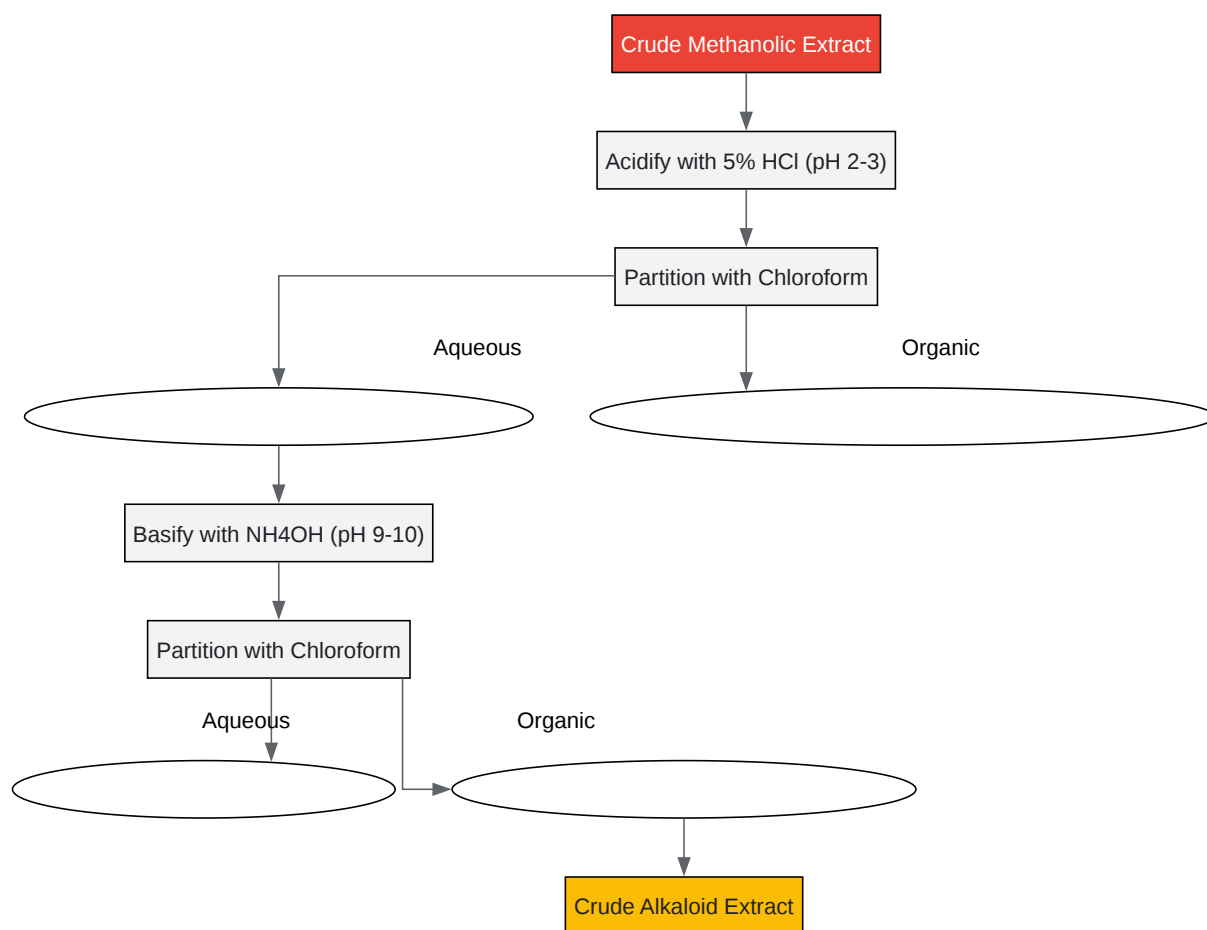 Crude Methanolic Extract
Acidify with 5% HCl (pH 2-3)
Partition with Chloroform
Aqueous
Organic
Basify with NH4OH (pH 9-10)
Partition with Chloroform
Aqueous
Organic
Crude Alkaloid Extract